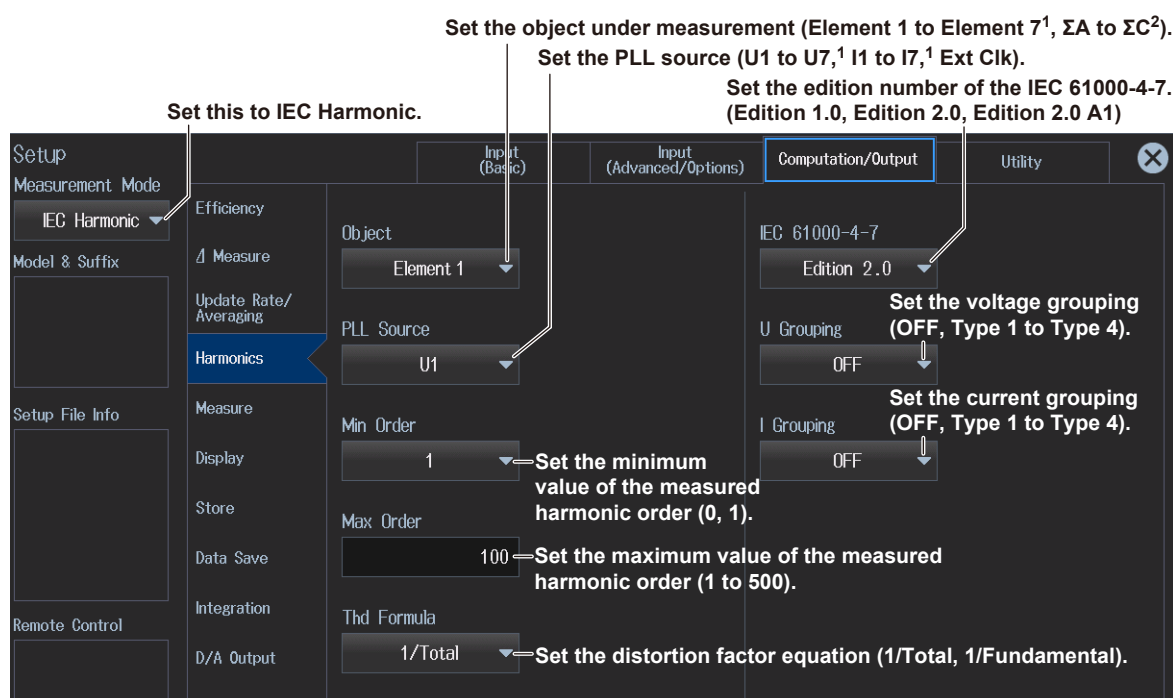 Set the object under measurement (Element 1 to Element 7¹, ΣA to ΣC²).
Set the PLL source (U1 to U7,¹ I1 to I7,¹ Ext Clk).
Set the edition number of the IEC 61000-4-7.
(Edition 1.0, Edition 2.0, Edition 2.0 A1)
Set this to IEC Harmonic.
Setup
Input
(Basic)
Input
(Advanced/Options)
Computation/Output
Utility
Measurement Mode
IEC Harmonic
Model & Suffix
Setup File Info
Remote Control
Efficiency
Δ Measure
Update Rate/
Averaging
Harmonics
Measure
Display
Store
Data Save
Integration
D/A Output
Object
Element 1
PLL Source
U1
Min Order
1
Set the minimum
value of the measured
harmonic order (0, 1).
Max Order
100
Set the maximum value of the measured
harmonic order (1 to 500).
Thd Formula
1/Total
Set the distortion factor equation (1/Total, 1/Fundamental).
IEC 61000-4-7
Edition 2.0
Set the voltage grouping
(OFF, Type 1 to Type 4).
U Grouping
OFF
Set the current grouping
(OFF, Type 1 to Type 4).
I Grouping
OFF